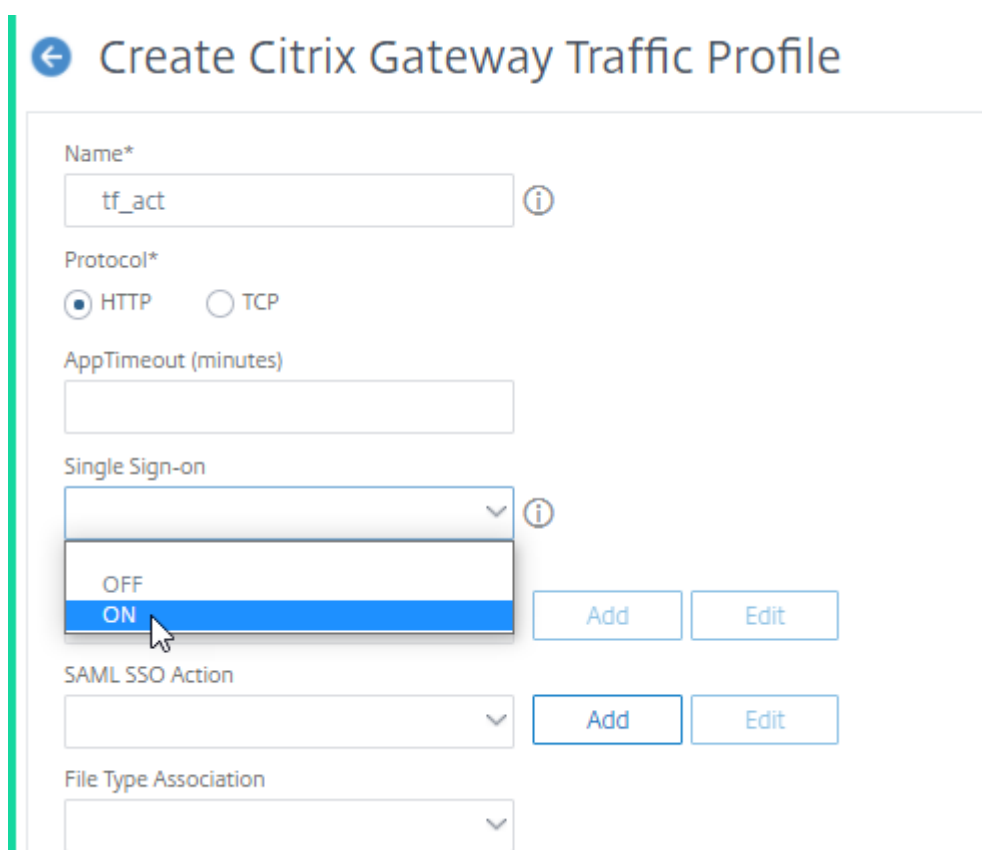 Create Citrix Gateway Traffic Profile
Name*
tf_act
Protocol*
HTTP TCP
AppTimeout (minutes)
Single Sign-on
OFF
ON
Add Edit
SAML SSO Action
Add Edit
File Type Association